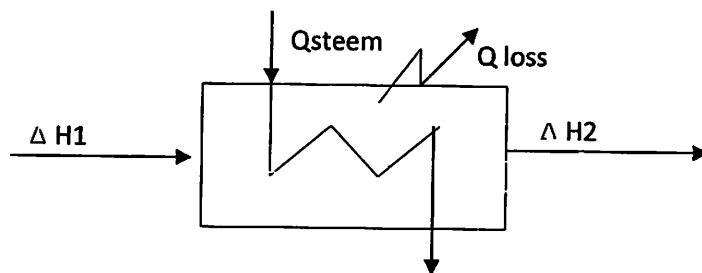 Qsteem
Q loss
△ H1
Λ H2